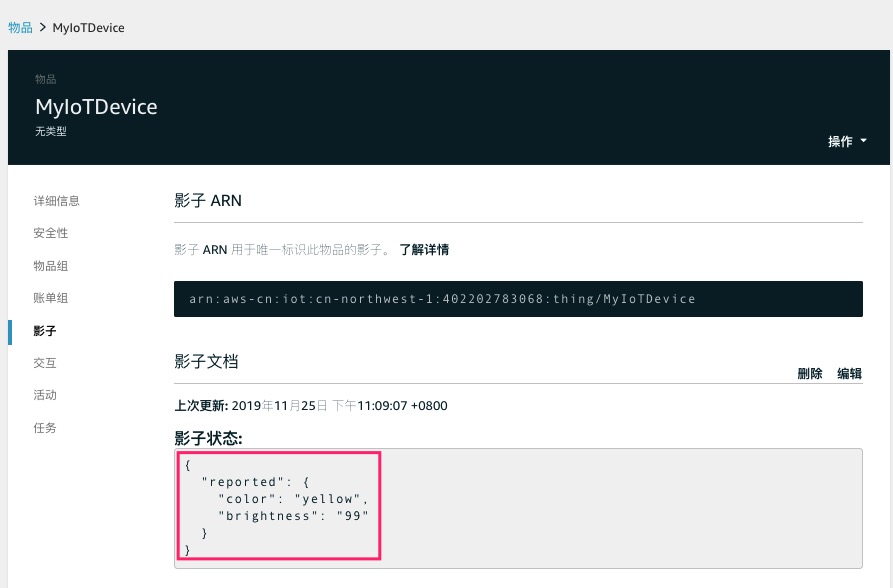 物品 > MyIoTDevice
物品
MyIoTDevice
无类型
操作
详细信息
安全性
物品组
账单组
影子
交互
活动
任务
影子 ARN
影子 ARN 用于唯一标识此物品的影子。 了解详情
arn:aws-cn:iot:cn-northwest-1:402202783068:thing/MyIoTDevice
影子文档
删除 编辑
上次更新: 2019年11月25日 下午11:09:07 +0800
影子状态:
{
  "reported": {
    "color": "yellow",
    "brightness": "99"
  }
}